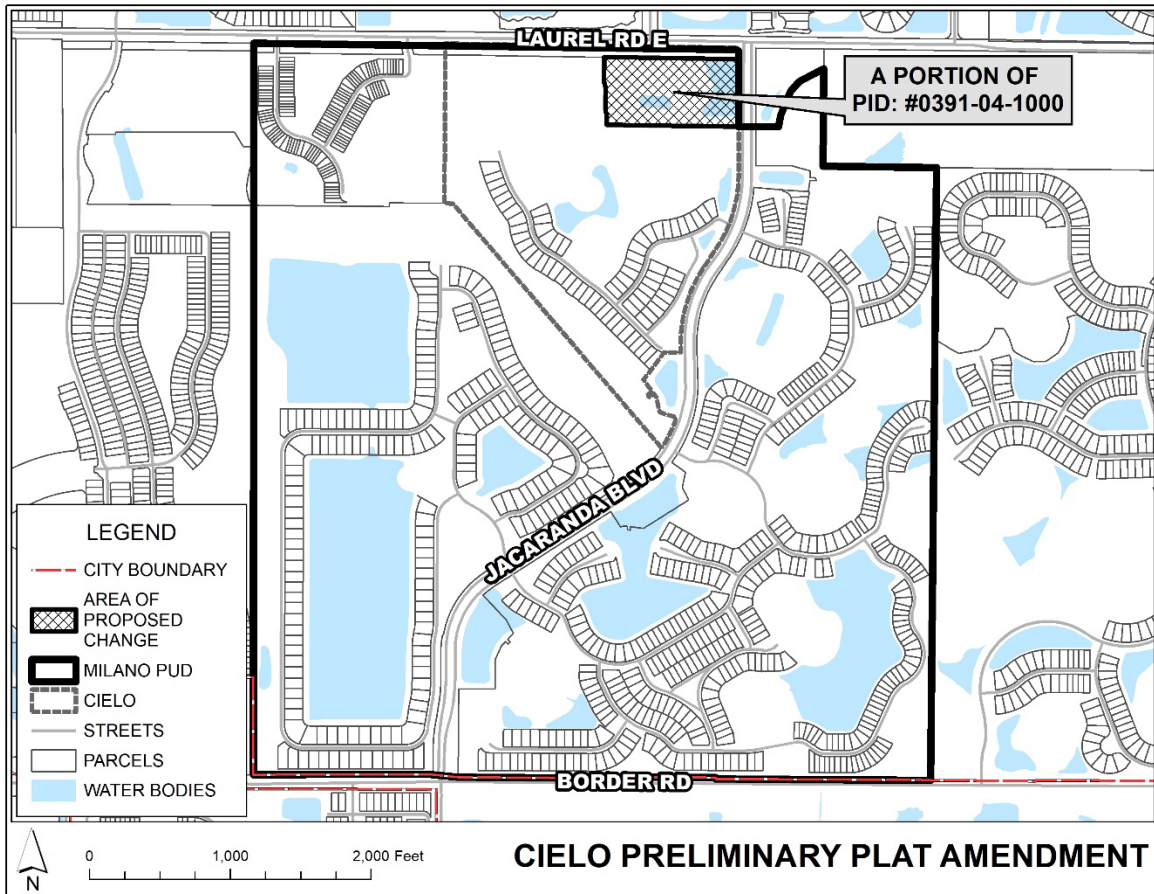 LAUREL RD E
A PORTION OF
PID: #0391-04-1000
JACARANDA BLVD
LEGEND
CITY BOUNDARY
AREA OF
PROPOSED
CHANGE
MILANO PUD
CIELO
STREETS
PARCELS
WATER BODIES
BORDER RD
N
0 1,000 2,000 Feet
CIELO PRELIMINARY PLAT AMENDMENT